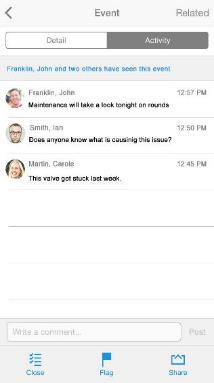 Event
Related
Detail
Activity
Franklin, John and two others have seen this event
Franklin, John
12:57 PM
Maintenance will take a look tonight on rounds
Smith, Ian
12:50 PM
Does anyone know what is causinig this issue?
Martin, Carole
12:45 PM
This valve got stuck last week.
Write a comment...
Post
Close
Flag
Share